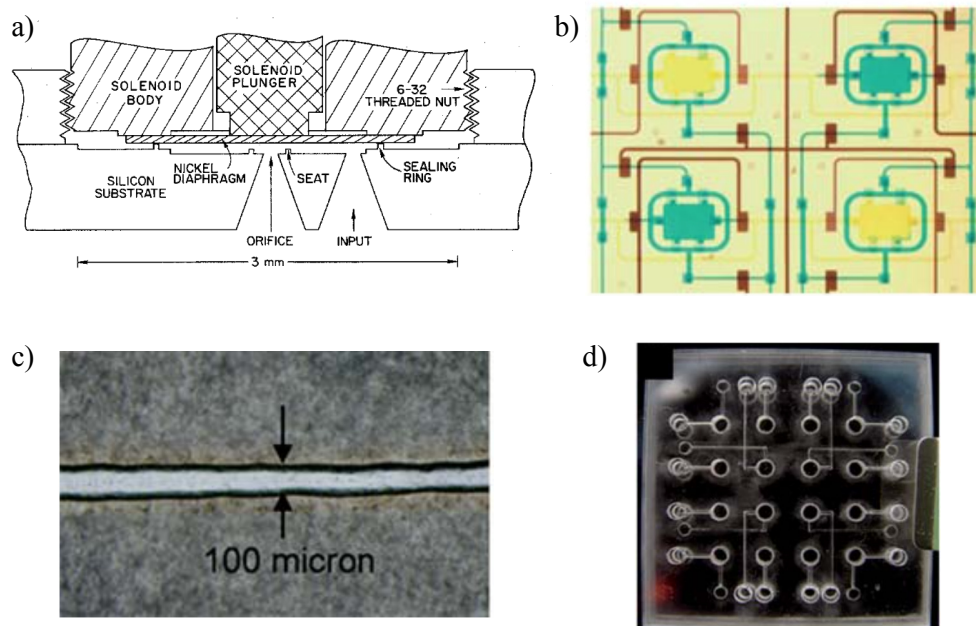 a)
SOLENOID
BODY
SOLENOID
PLUNGER
6-32
THREADED NUT
NICKEL
DIAPHRAGM
SILICON
SUBSTRATE
SEAT
SEALING
RING
ORIFICE
INPUT
3 mm
b)
c)
100 micron
d)